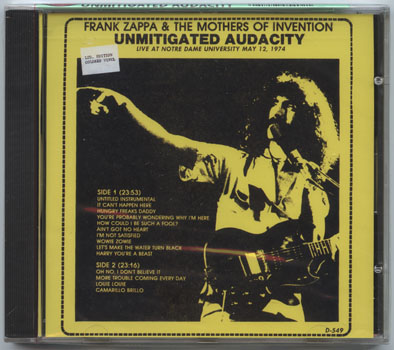 UNMITIGATED AUDACITY
FRANK ZAPPA & THE MOTHERS OF INVENTION
UNMITIGATED AUDACITY
LIVE AT NOTRE DAME UNIVERSITY MAY 12, 1974
LTD. EDITION
NUMBER VINYL
SIDE 1 (23:53)
UNTITLED INSTRUMENTAL
IT CAN'T HAPPEN HERE
HUNGRY FREAKS DADDY
YOU'RE PROBABLY WONDERING WHY I'M HERE
HOW COULD I BE SUCH A FOOL?
AIN'T GOT NO HEART
I'M NOT SATISFIED
WOWIE ZOWIE
LET'S MAKE THE WATER TURN BLACK
HARRY YOU'RE A BEAST
SIDE 2 (23:16)
OH NO, I DON'T BELIEVE IT
MORE TROUBLE COMING EVERY DAY
LOUIE LOUIE
CAMARILLO BRILLO
D-549